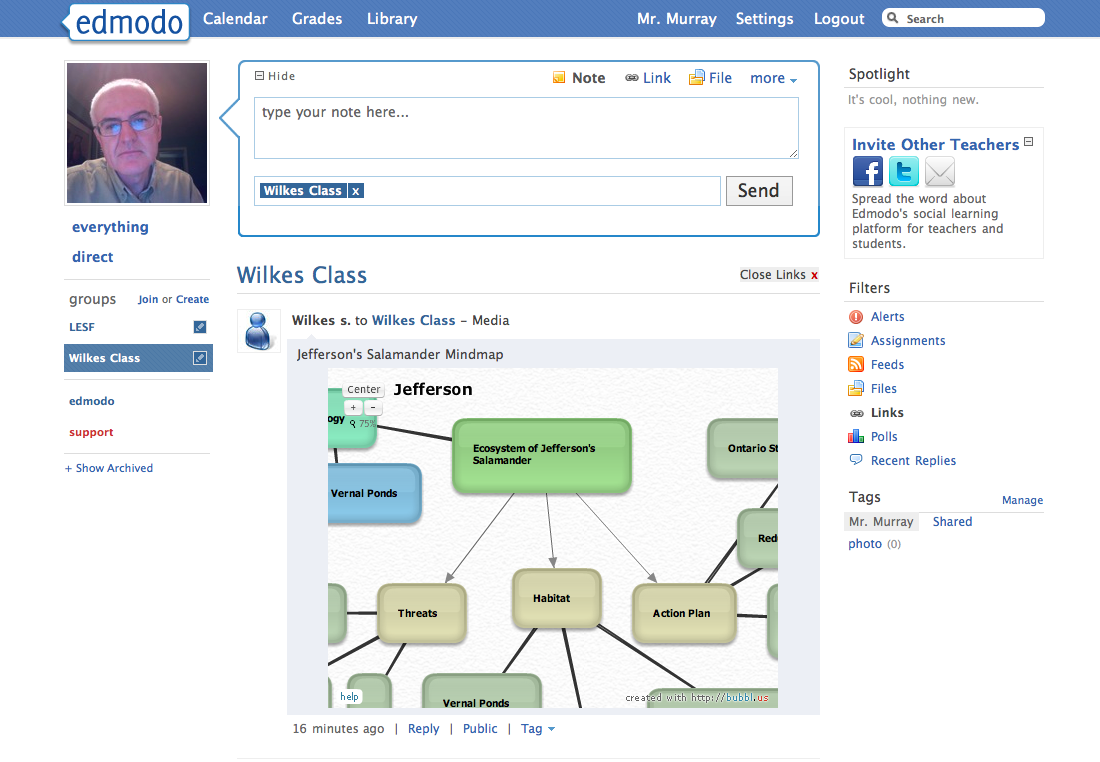 edmodo
Calendar Grades Library Mr. Murray Settings Logout Search
Hide Note Link File more
type your note here...
Wilkes Class x Send
everything
direct
groups Join or Create
LESF
Wilkes Class
edmodo
support
+ Show Archived
Wilkes Class Close Links x
Wilkes s. to Wilkes Class – Media
Jefferson's Salamander Mindmap
Center Jefferson
+ -
75%
ogy
Ecosystem of Jefferson's
Salamander
Ontario St
Vernal Ponds
Red
Threats Habitat Action Plan
Vernal Ponds
help created with http://bubbl.us
16 minutes ago | Reply | Public | Tag
Spotlight
It's cool, nothing new.
Invite Other Teachers
f t
Spread the word about
Edmodo's social learning
platform for teachers and
students.
Filters
Alerts
Assignments
Feeds
Files
Links
Polls
Recent Replies
Tags Manage
Mr. Murray Shared
photo (0)